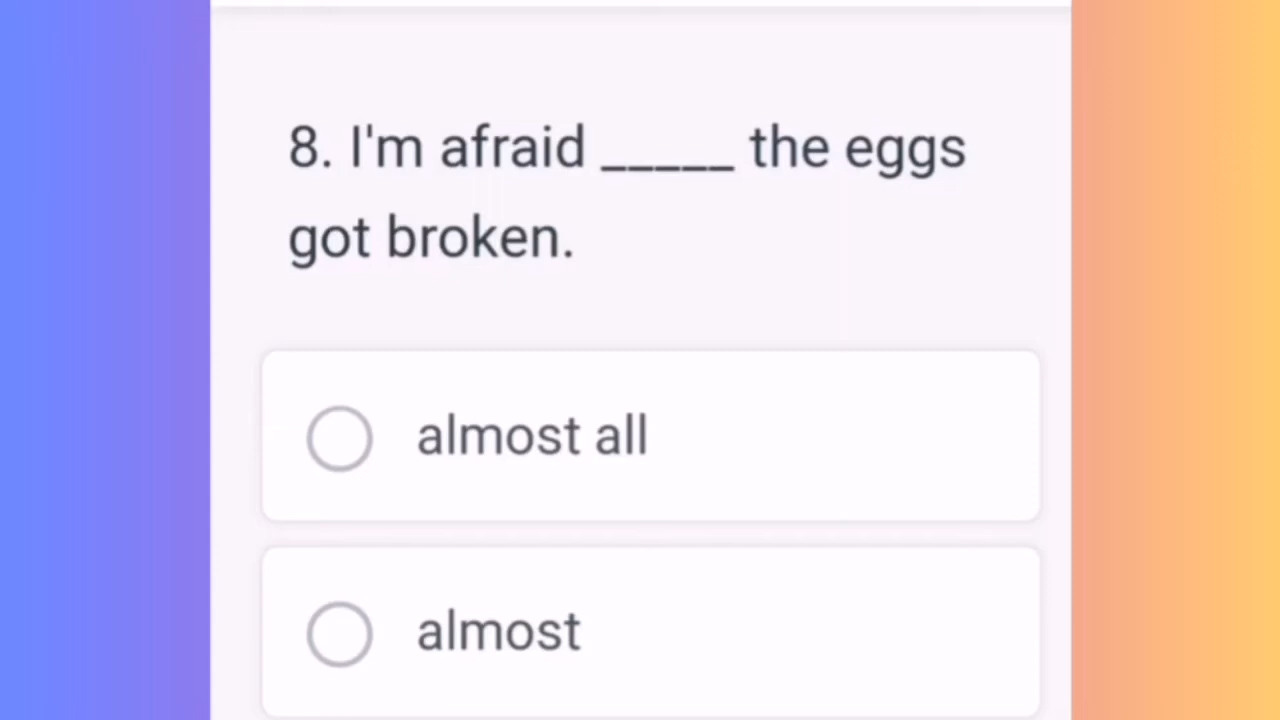 8. I'm afraid _____ the eggs
got broken.
almost all
almost